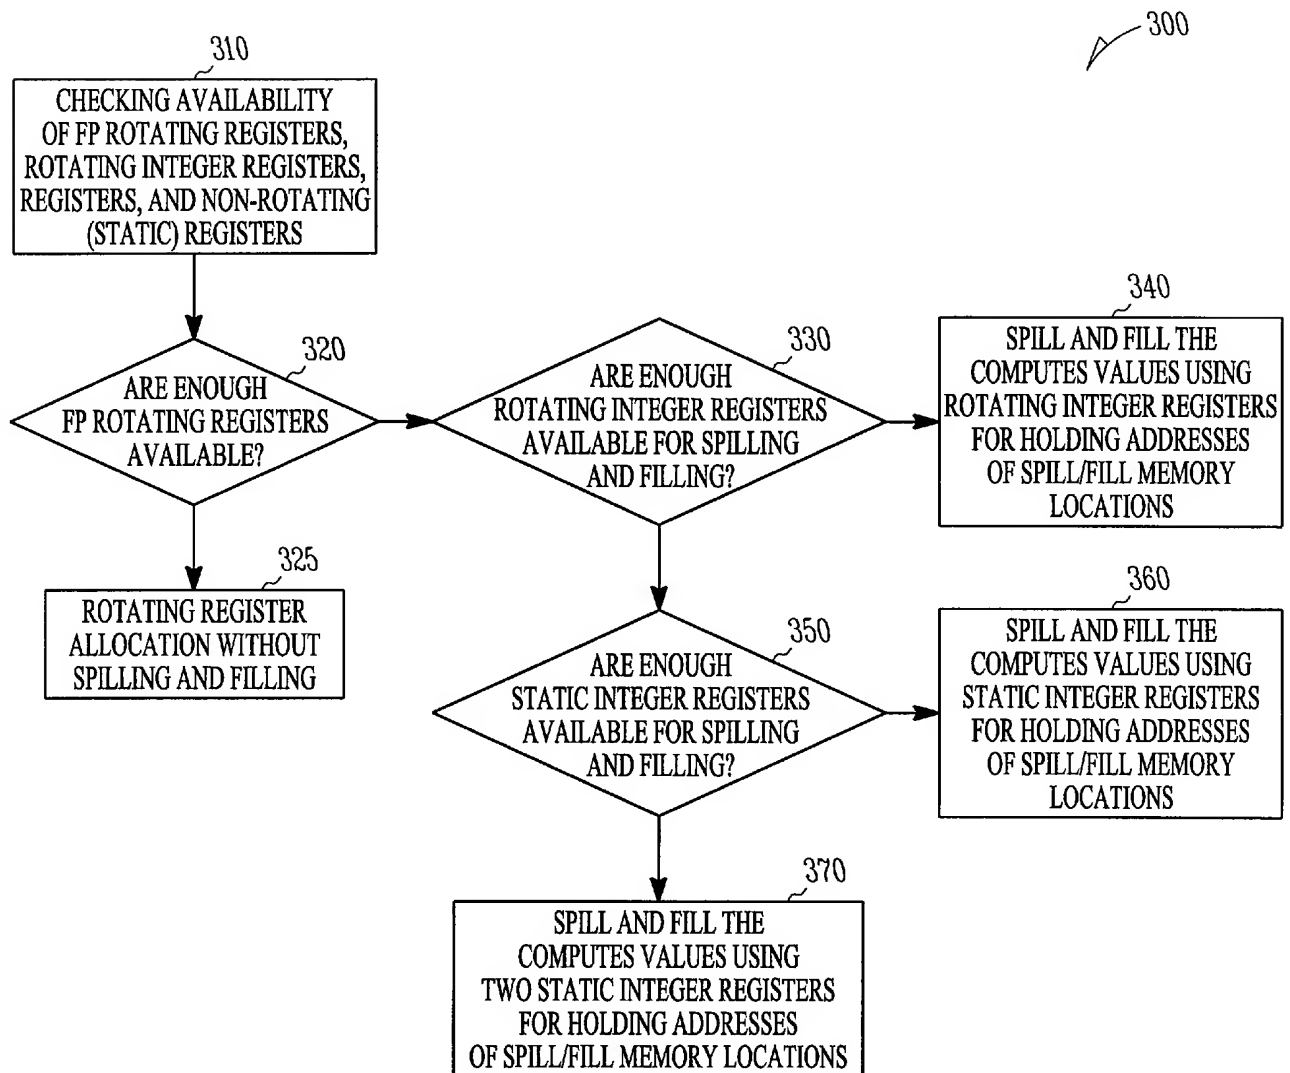 300
310
CHECKING AVAILABILITY
OF FP ROTATING REGISTERS,
ROTATING INTEGER REGISTERS,
REGISTERS, AND NON-ROTATING
(STATIC) REGISTERS
320
ARE ENOUGH
FP ROTATING REGISTERS
AVAILABLE?
325
ROTATING REGISTER
ALLOCATION WITHOUT
SPILLING AND FILLING
330
ARE ENOUGH
ROTATING INTEGER REGISTERS
AVAILABLE FOR SPILLING
AND FILLING?
340
SPILL AND FILL THE
COMPUTES VALUES USING
ROTATING INTEGER REGISTERS
FOR HOLDING ADDRESSES
OF SPILL/FILL MEMORY
LOCATIONS
350
ARE ENOUGH
STATIC INTEGER REGISTERS
AVAILABLE FOR SPILLING
AND FILLING?
360
SPILL AND FILL THE
COMPUTES VALUES USING
STATIC INTEGER REGISTERS
FOR HOLDING ADDRESSES
OF SPILL/FILL MEMORY
LOCATIONS
370
SPILL AND FILL THE
COMPUTES VALUES USING
TWO STATIC INTEGER REGISTERS
FOR HOLDING ADDRESSES
OF SPILL/FILL MEMORY LOCATIONS